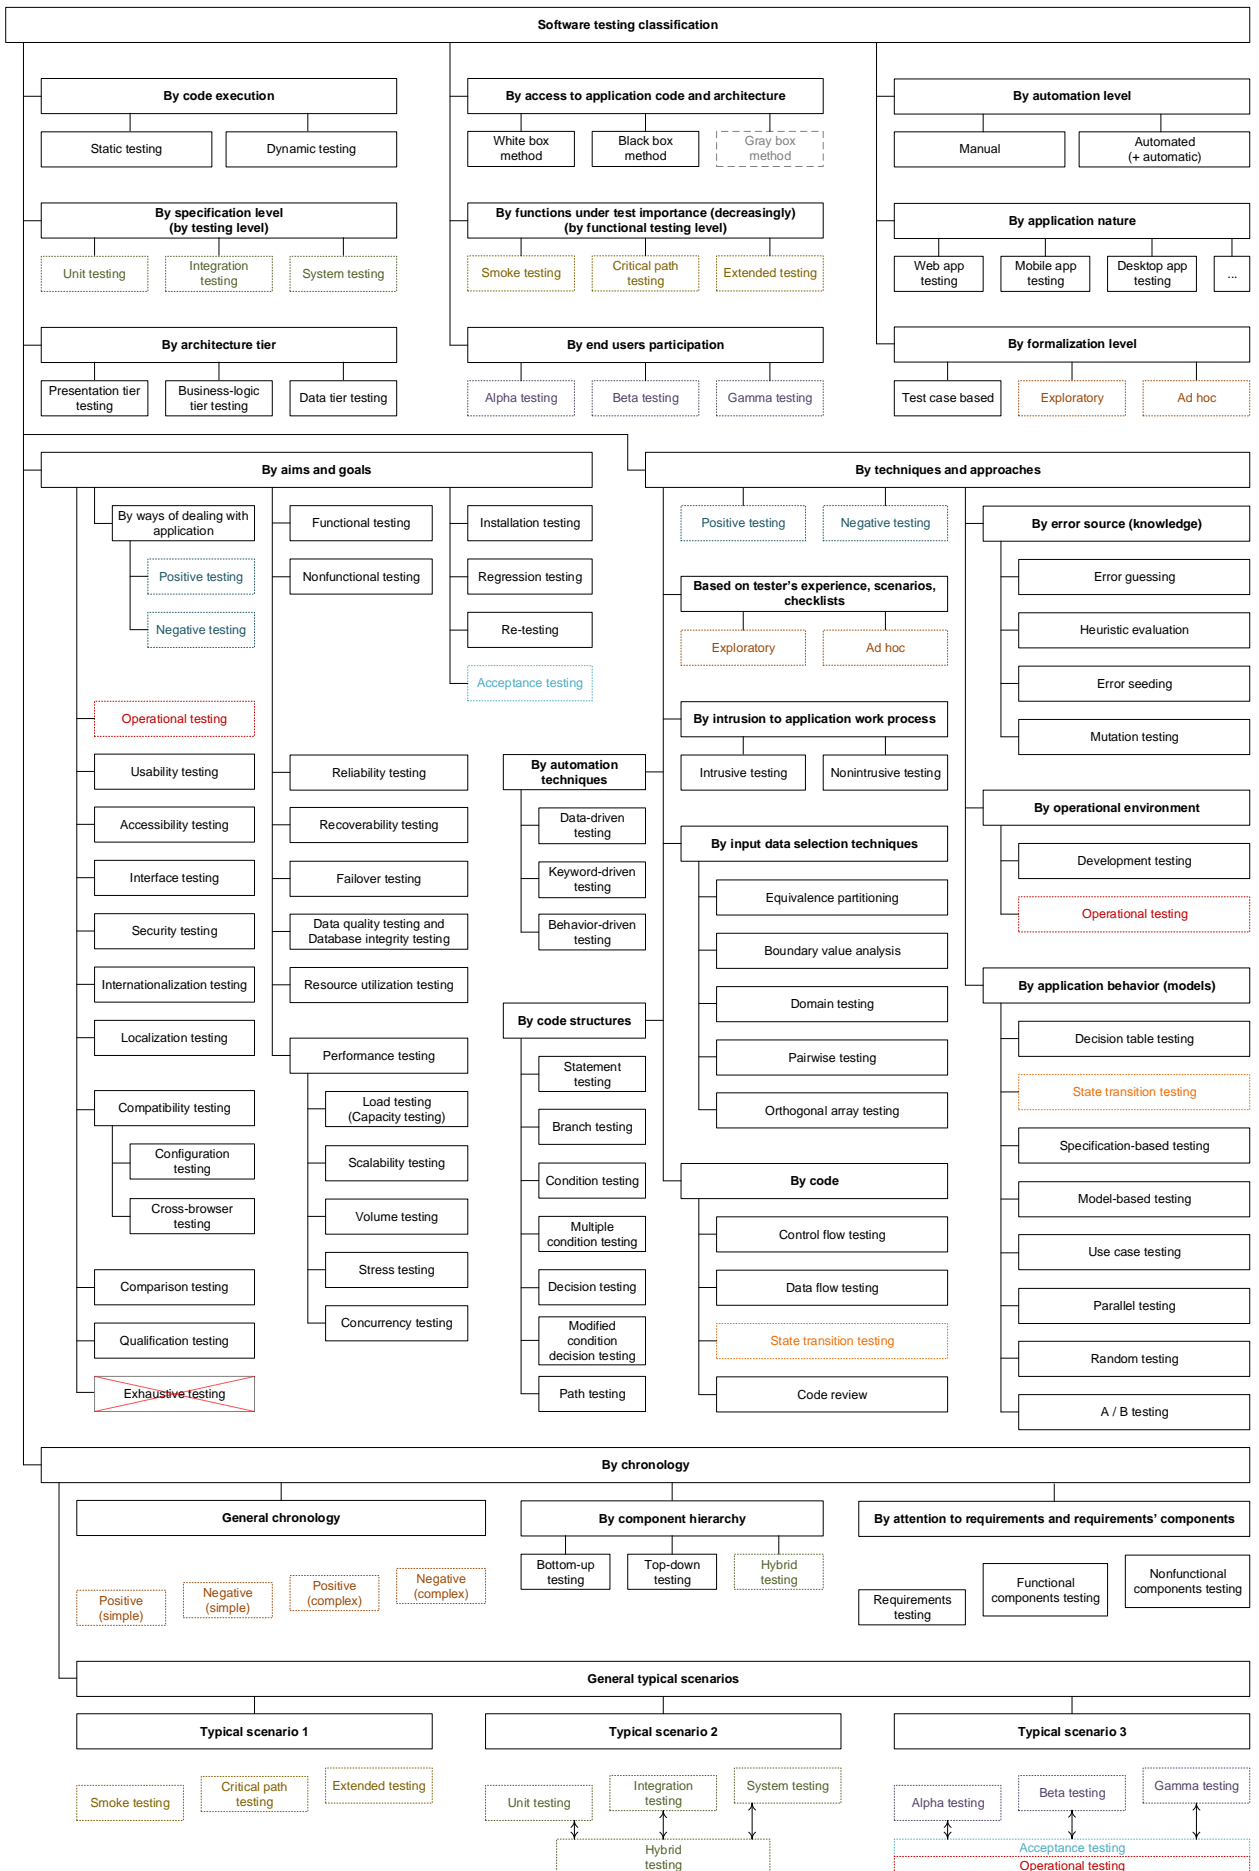 Software testing classification
By code execution
Static testing
Dynamic testing
By access to application code and architecture
White box
method
Black box
method
Gray box
method
By automation level
Manual
Automated
(+ automatic)
By specification level
(by testing level)
Unit testing
Integration
testing
System testing
By functions under test importance (decreasingly)
(by functional testing level)
Smoke testing
Critical path
testing
Extended testing
By application nature
Web app
testing
Mobile app
testing
Desktop app
testing
...
By architecture tier
Presentation tier
testing
Business-logic
tier testing
Data tier testing
By end users participation
Alpha testing
Beta testing
Gamma testing
By formalization level
Test case based
Exploratory
Ad hoc
By aims and goals
By ways of dealing with
application
Positive testing
Negative testing
Functional testing
Nonfunctional testing
Installation testing
Regression testing
Re-testing
Acceptance testing
Operational testing
Usability testing
Accessibility testing
Interface testing
Security testing
Internationalization testing
Localization testing
Compatibility testing
Configuration
testing
Cross-browser
testing
Comparison testing
Qualification testing
Exhaustive testing
Reliability testing
Recoverability testing
Failover testing
Data quality testing and
Database integrity testing
Resource utilization testing
Performance testing
Load testing
(Capacity testing)
Scalability testing
Volume testing
Stress testing
Concurrency testing
By techniques and approaches
By automation
techniques
Data-driven
testing
Keyword-driven
testing
Behavior-driven
testing
By code structures
Statement
testing
Branch testing
Condition testing
Multiple
condition testing
Decision testing
Modified
condition
decision testing
Path testing
Positive testing
Negative testing
Based on tester’s experience, scenarios,
checklists
Exploratory
Ad hoc
By intrusion to application work process
Intrusive testing
Nonintrusive testing
By input data selection techniques
Equivalence partitioning
Boundary value analysis
Domain testing
Pairwise testing
Orthogonal array testing
By code
Control flow testing
Data flow testing
State transition testing
Code review
By error source (knowledge)
Error guessing
Heuristic evaluation
Error seeding
Mutation testing
By operational environment
Development testing
Operational testing
By application behavior (models)
Decision table testing
State transition testing
Specification-based testing
Model-based testing
Use case testing
Parallel testing
Random testing
A / B testing
By chronology
General chronology
Positive
(simple)
Negative
(simple)
Positive
(complex)
Negative
(complex)
By component hierarchy
Bottom-up
testing
Top-down
testing
Hybrid
testing
By attention to requirements and requirements’ components
Requirements
testing
Functional
components testing
Nonfunctional
components testing
General typical scenarios
Typical scenario 1
Smoke testing
Critical path
testing
Extended testing
Typical scenario 2
Unit testing
Integration
testing
System testing
Hybrid
testing
Typical scenario 3
Alpha testing
Beta testing
Gamma testing
Acceptance testing
Operational testing